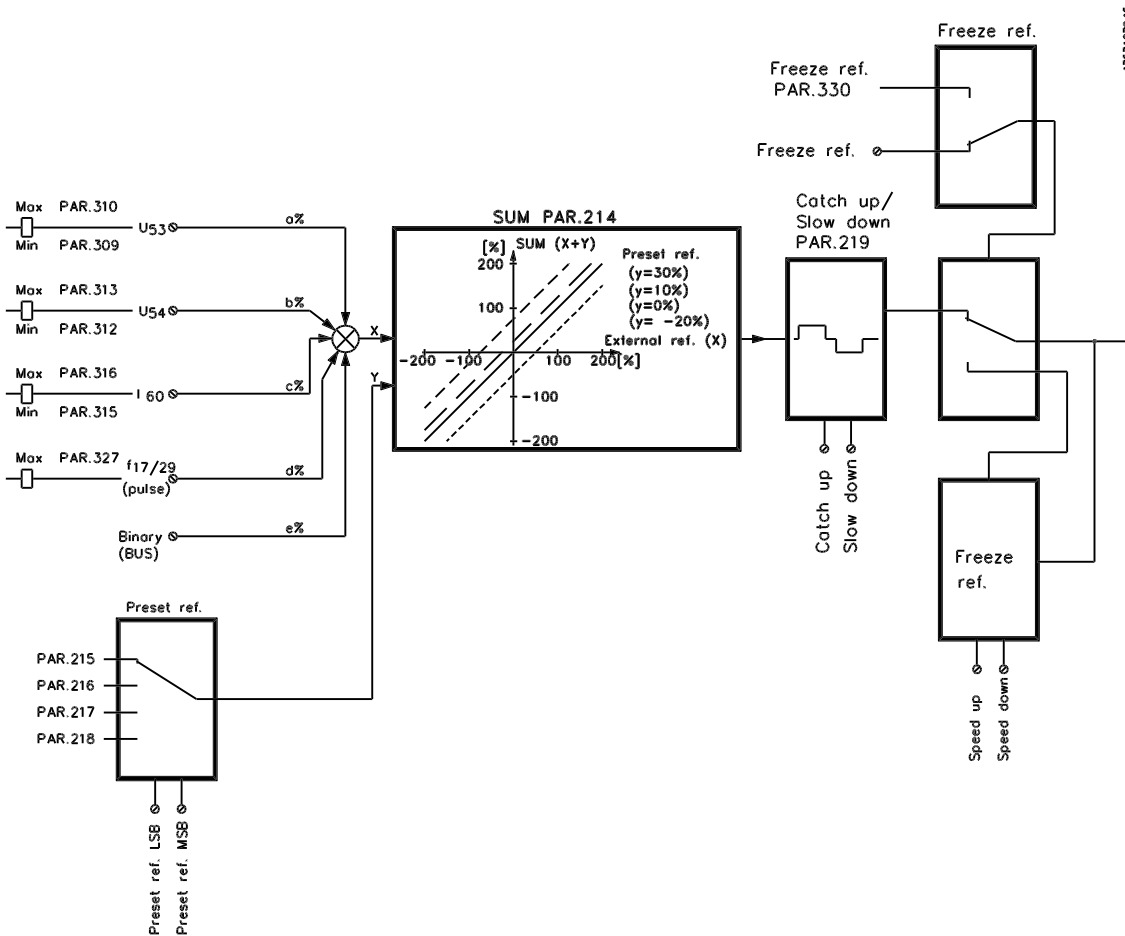 Freeze ref.
Freeze ref.
PAR.330
Freeze ref.
Max PAR.310
U53
Min PAR.309
a%
Max PAR.313
U54
Min PAR.312
b%
Max PAR.316
I 60
Min PAR.315
c%
Max PAR.327
f17/29
(pulse)
d%
Binary
(BUS)
e%
X
Y
SUM PAR.214
[%] SUM (X+Y)
200
100
-200 -100
100 200[%]
-100
-200
Preset ref.
(y=30%)
(y=10%)
(y=0%)
(y= -20%)
External ref. (X)
Catch up/
Slow down
PAR.219
Catch up
Slow down
Freeze
ref.
Speed up
Speed down
Preset ref.
PAR.215
PAR.216
PAR.217
PAR.218
Preset ref. LSB
Preset ref. MSB